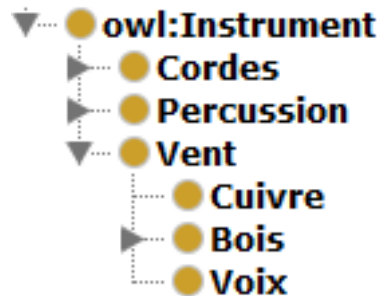 owl:Instrument
Cordes
Percussion
Vent
Cuivre
Bois
Voix